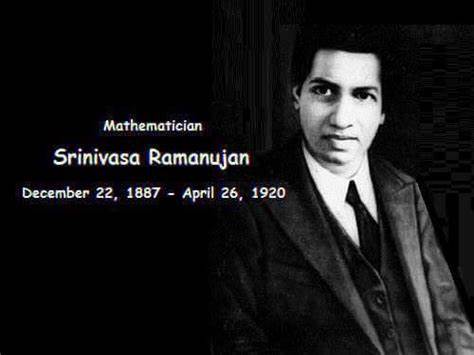 Mathematician
Srinivasa Ramanujan
December 22, 1887 - April 26, 1920